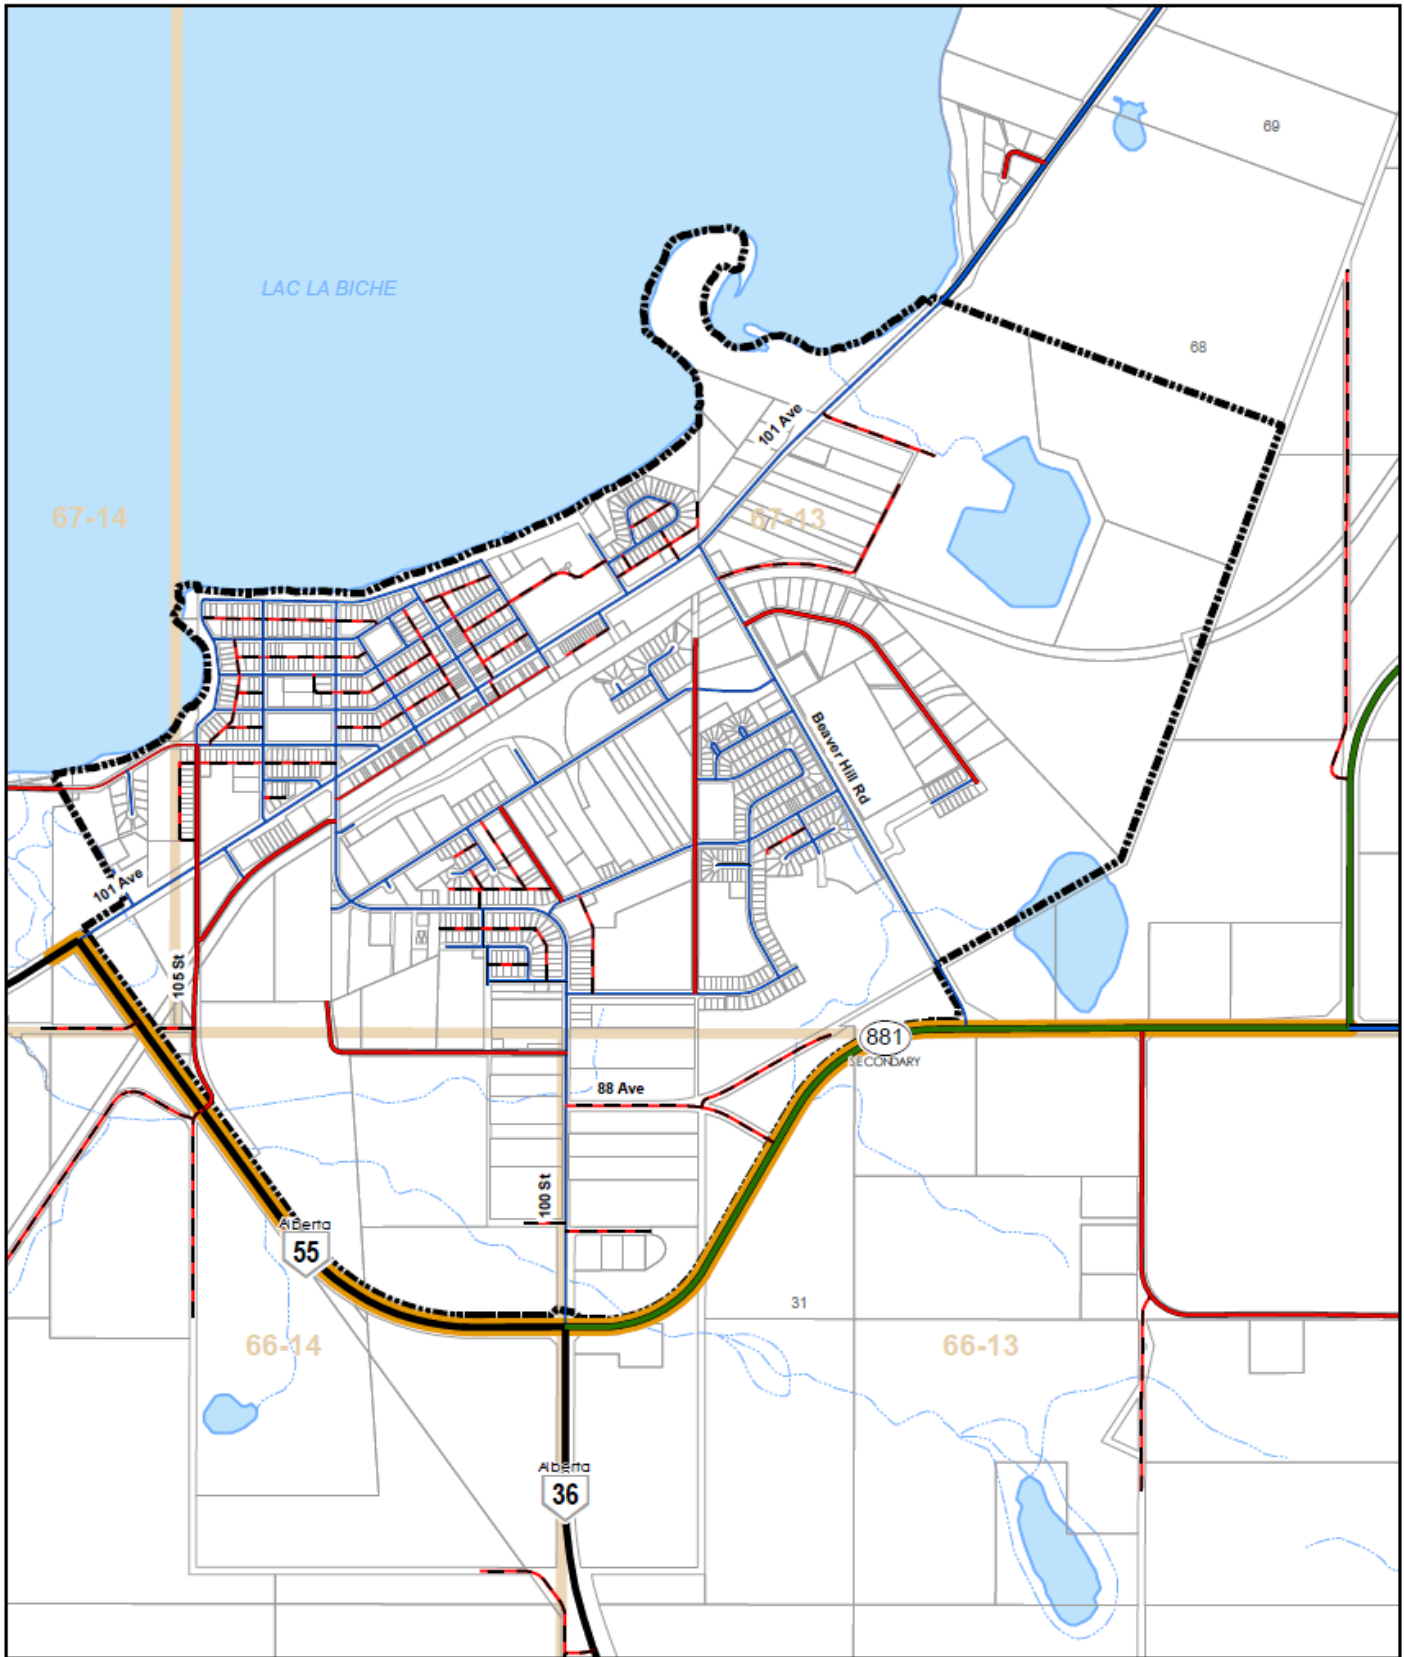 69
LAC LA BICHE
68
101 Ave
67-14
67-13
Beaver Hill Rd
101 Ave
105 St
881
SECONDARY
88 Ave
100 St
Alberta
55
31
66-14
66-13
Alberta
36